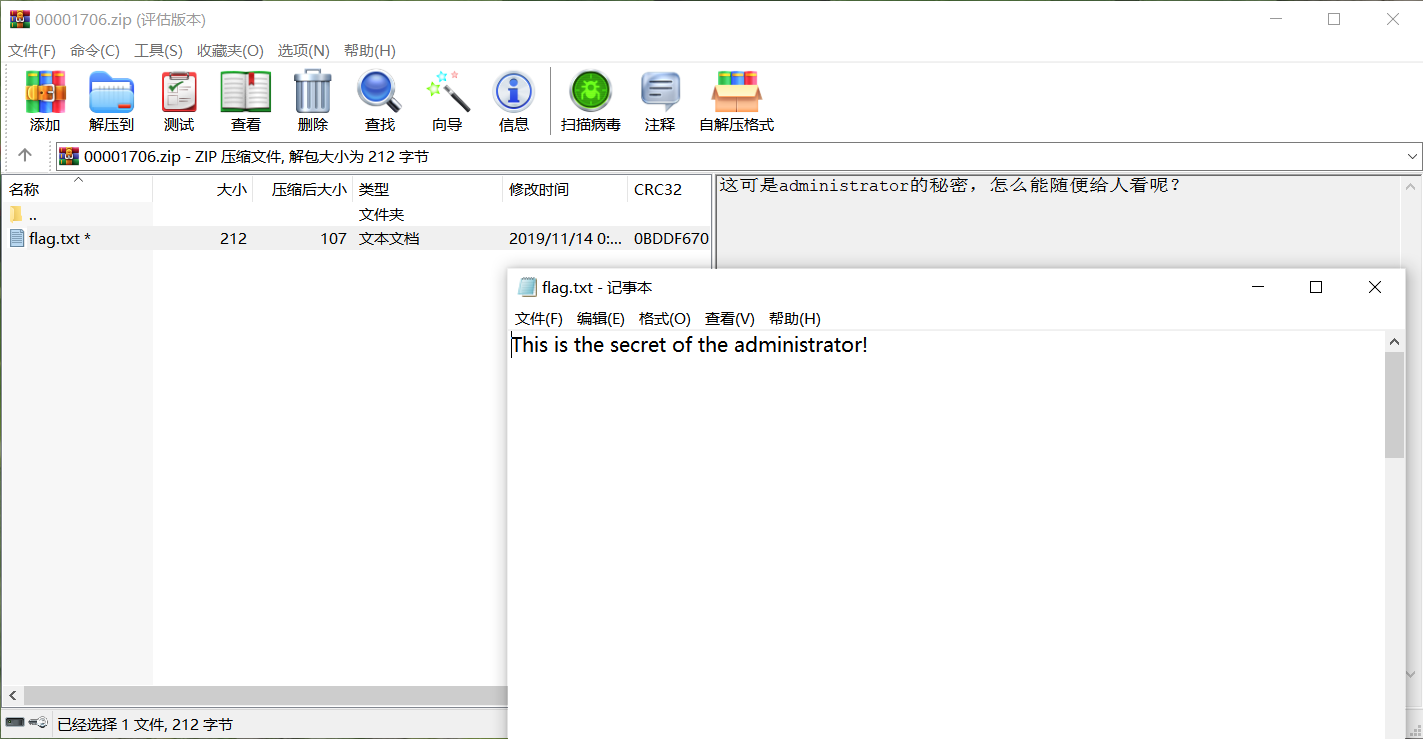 00001706.zip (评估版本)
文件(F) 命令(C) 工具(S) 收藏夹(O) 选项(N) 帮助(H)
添加 解压到 测试 查看 删除 查找 向导 信息 扫描病毒 注释 自解压格式
00001706.zip - ZIP 压缩文件, 解包大小为 212 字节
名称 大小 压缩后大小 类型 修改时间 CRC32
.. 文件夹
flag.txt * 212 107 文本文档 2019/11/14 0:... 0BDDF670
这可是administrator的秘密，怎么能随便给人看呢？
flag.txt - 记事本
文件(F) 编辑(E) 格式(O) 查看(V) 帮助(H)
This is the secret of the administrator!
已经选择 1 文件, 212 字节